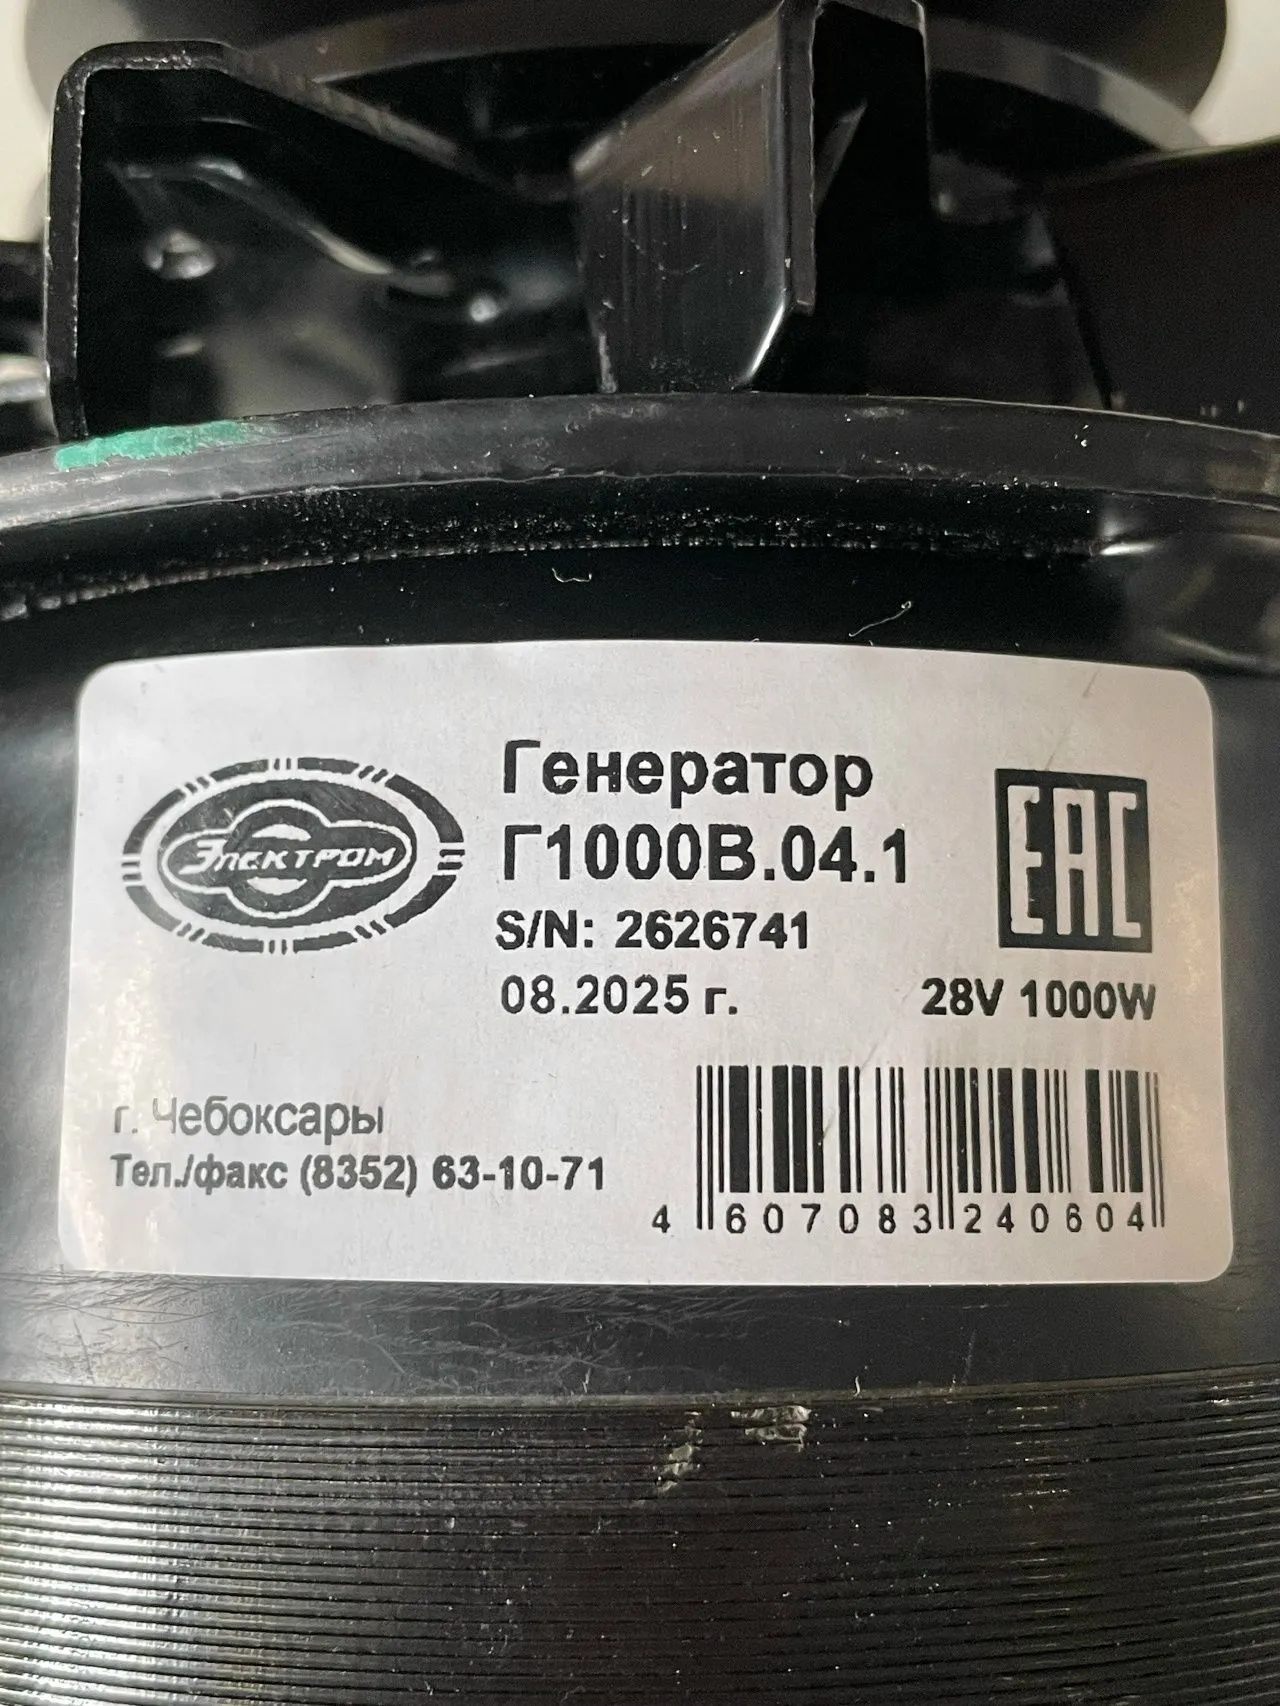 Электром
Генератор
Г1000В.04.1
S/N: 2626741
08.2025 г.
28V 1000W
EAC
г. Чебоксары
Тел./факс (8352) 63-10-71
4 607083 240604